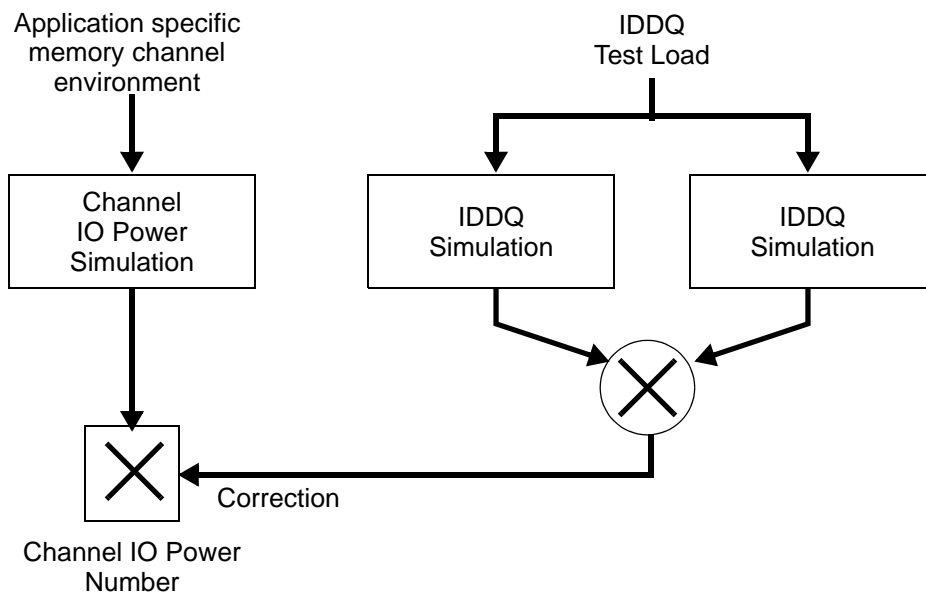 Application specific
memory channel
environment
IDDQ
Test Load
Channel
IO Power
Simulation
IDDQ
Simulation
IDDQ
Simulation
Correction
Channel IO Power
Number